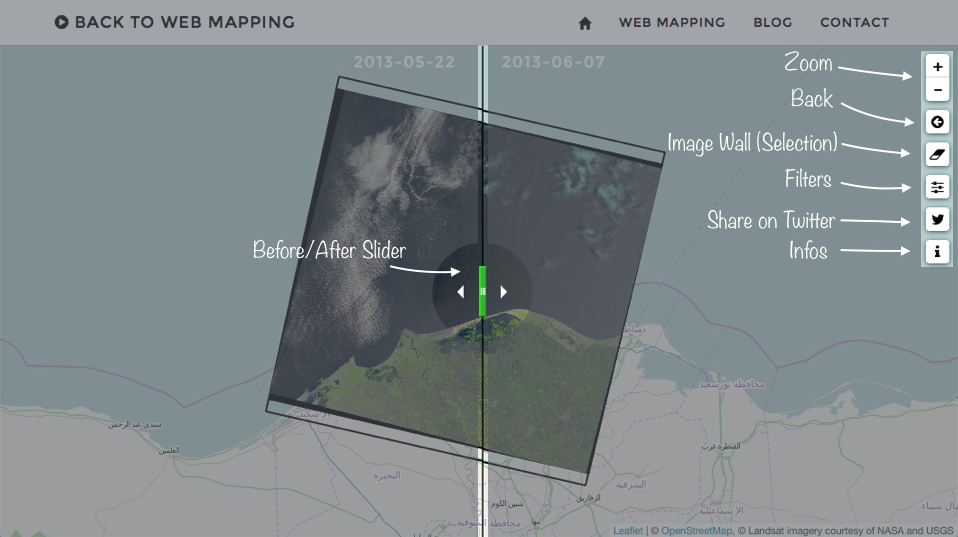 BACK TO WEB MAPPING
WEB MAPPING
BLOG
CONTACT
2013-05-22
2013-06-07
Zoom
+
−
Back
Image Wall (Selection)
Filters
Share on Twitter
Infos
Before/After Slider
دمياط
محافظة بورسعيد
الإسكندرية
سيدي عبد الرحمن
العلمين
القنطرة غرب
البحيرة
الشرقية
الزقازيق
شبين الكوم
محافظة المنوفية
الإسماعيلية
شمال سيناء
Leaflet | © OpenStreetMap, © Landsat imagery courtesy of NASA and USGS